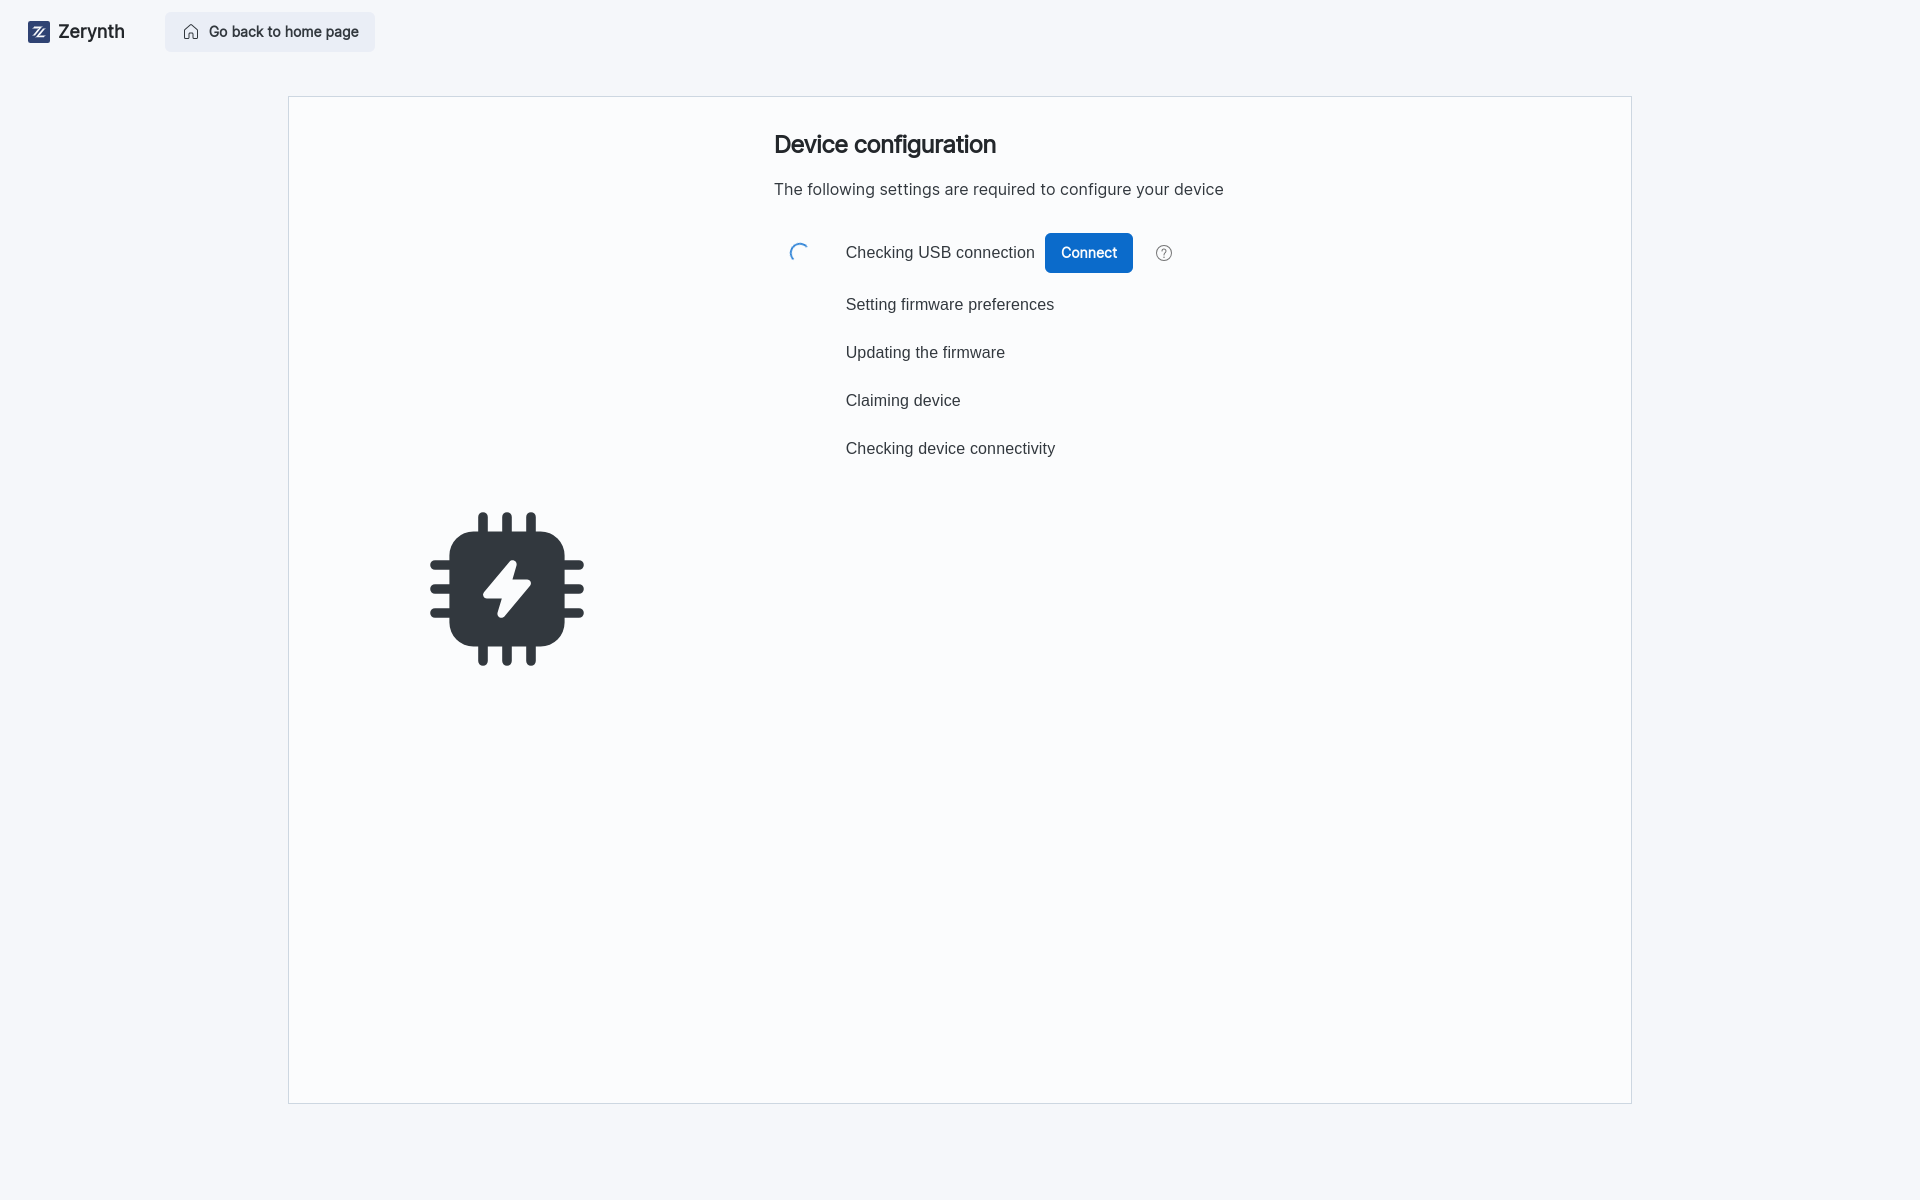 Zerynth
Go back to home page
Device configuration
The following settings are required to configure your device
Checking USB connection
Connect
Setting firmware preferences
Updating the firmware
Claiming device
Checking device connectivity